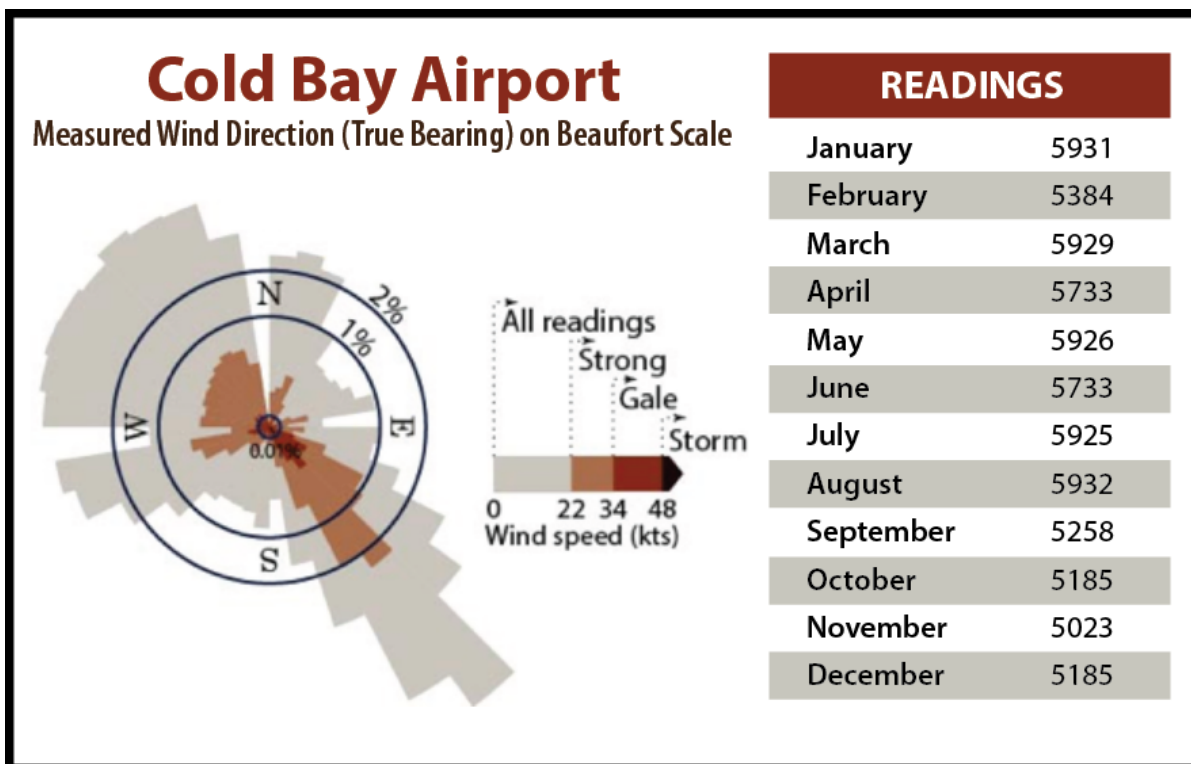 Cold Bay Airport
Measured Wind Direction (True Bearing) on Beaufort Scale
N
2%
1%
W
E
0.01%
S
All readings
Strong
Gale
Storm
0 22 34 48
Wind speed (kts)
READINGS
January 5931
February 5384
March 5929
April 5733
May 5926
June 5733
July 5925
August 5932
September 5258
October 5185
November 5023
December 5185